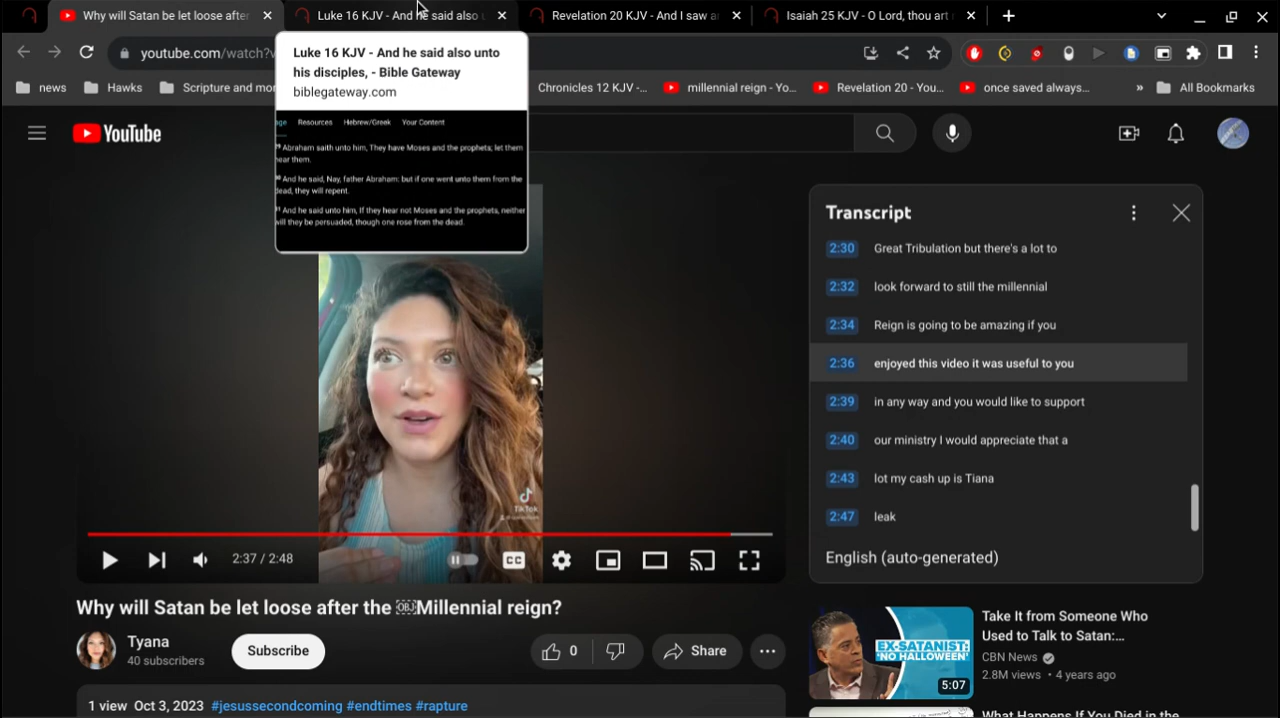 Why will Satan be let loose after
Luke 16 KJV - And he said also u
Revelation 20 KJV - And I saw a
Isaiah 25 KJV - O Lord, thou art
youtube.com/watch?v
Luke 16 KJV - And he said also unto
his disciples, - Bible Gateway
biblegateway.com
news
Hawks
Scripture and mor
Chronicles 12 KJV -...
millennial reign - Yo...
Revelation 20 - You...
once saved always...
»
All Bookmarks
age Resources Hebrew/Greek Your Content
29 Abraham saith unto him, They have Moses and the prophets; let them
hear them.
30 And he said, Nay, father Abraham: but if one went unto them from the
dead, they will repent.
31 And he said unto him, If they hear not Moses and the prophets, neither
will they be persuaded, though one rose from the dead.
YouTube
Transcript
2:30 Great Tribulation but there's a lot to
2:32 look forward to still the millennial
2:34 Reign is going to be amazing if you
2:36 enjoyed this video it was useful to you
2:39 in any way and you would like to support
2:40 our ministry I would appreciate that a
2:43 lot my cash up is Tiana
2:47 leak
English (auto-generated)
TikTok
2:37 / 2:48
CC
Why will Satan be let loose after the OBJ Millennial reign?
Tyana
40 subscribers
Subscribe
0
Share
1 view Oct 3, 2023 #jesussecondcoming #endtimes #rapture
EX-SATANIST:
'NO HALLOWEEN'
5:07
Take It from Someone Who
Used to Talk to Satan:...
CBN News
2.8M views • 4 years ago
What Happens If You Died in the